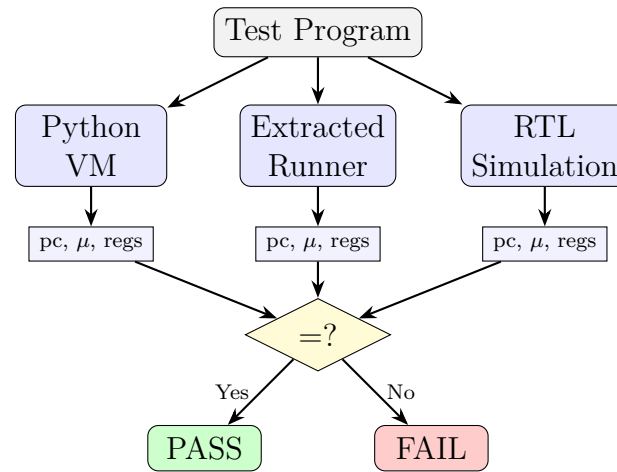 Test Program
Python
VM
Extracted
Runner
RTL
Simulation
pc, μ, regs
pc, μ, regs
pc, μ, regs
=?
Yes
No
PASS
FAIL